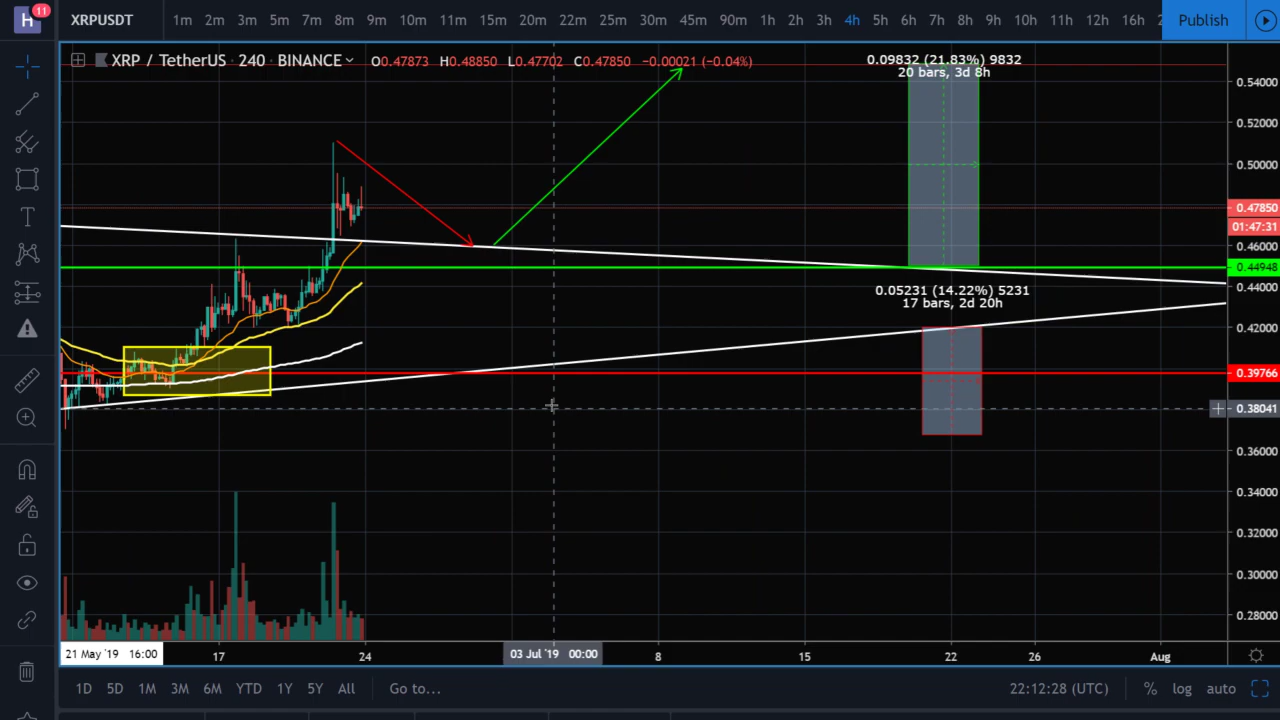 H 11 XRPUSDT 1m 2m 3m 5m 7m 8m 9m 10m 11m 15m 20m 22m 25m 30m 45m 90m 1h 2h 3h 4h 5h 6h 7h 8h 9h 10h 11h 12h 16h 2 Publish
XRP / TetherUS · 240 · BINANCE O0.47873 H0.48850 L0.47702 C0.47850 −0.00021 (−0.04%)
0.09832 (21.83%) 9832
20 bars, 3d 8h
0.54000
0.52000
0.50000
0.47850
01:47:31
0.46000
0.44948
0.44000
0.05231 (14.22%) 5231
17 bars, 2d 20h
0.42000
0.39766
0.38041
0.36000
0.34000
0.32000
0.30000
0.28000
21 May '19 16:00 17 24 03 Jul '19 00:00 8 15 22 26 Aug
1D 5D 1M 3M 6M YTD 1Y 5Y All Go to... 22:12:28 (UTC) % log auto